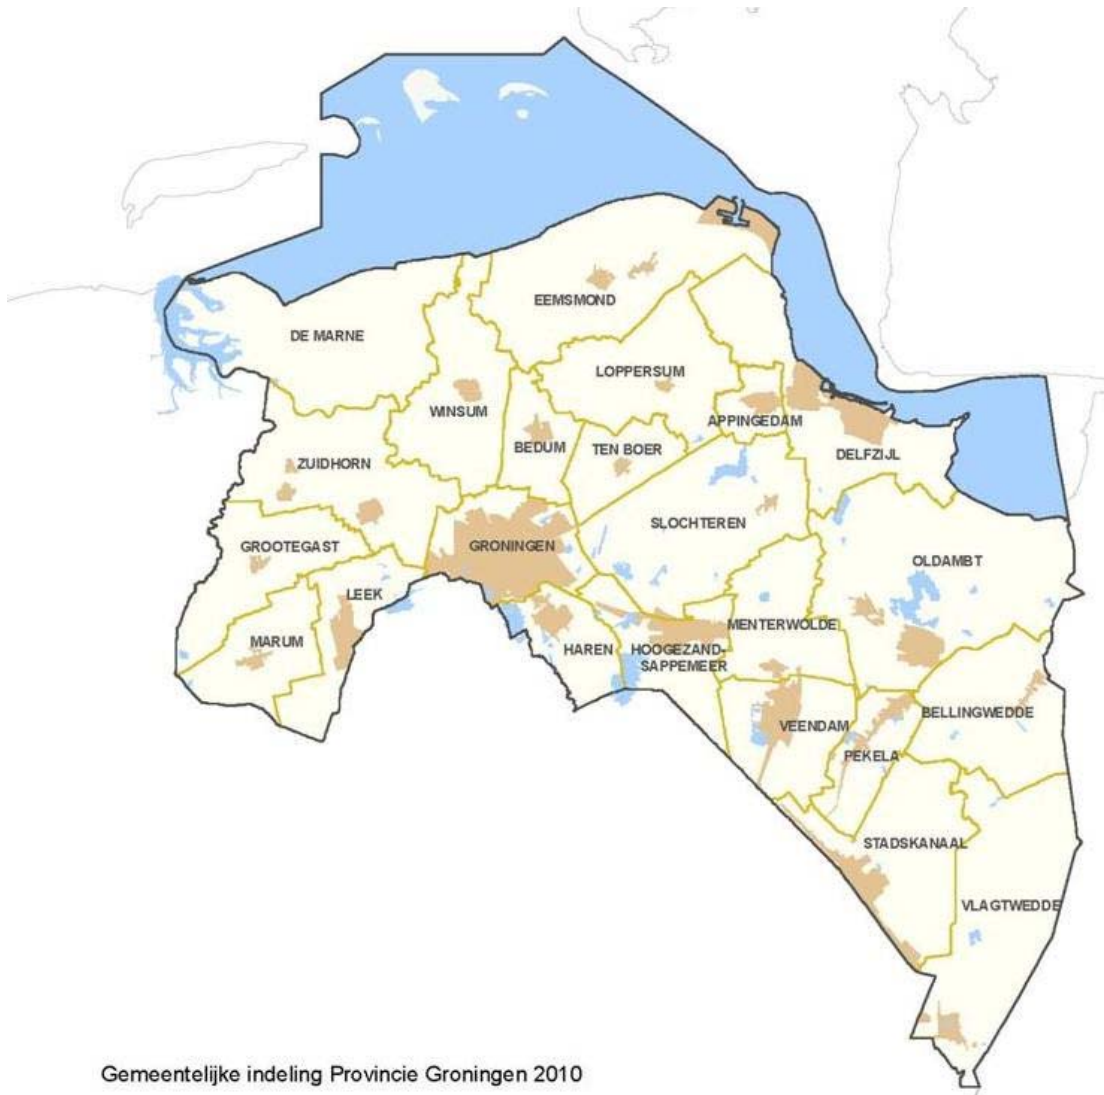 EEMSMOND
DE MARNE
LOPPERSUM
WINSUM
APPINGEDAM
BEDUM
TEN BOER
DELFZIJL
ZUIDHORN
SLOCHTEREN
GROOTEGAST
GRONINGEN
OLDAMBT
LEEK
MENTERWOLDE
MARUM
HAREN
HOOGEZAND-
SAPPEMEER
BELLINGWEDDE
VEENDAM
PEKELA
STADSKANAAL
VLAGTWEDDE
Gemeentelijke indeling Provincie Groningen 2010